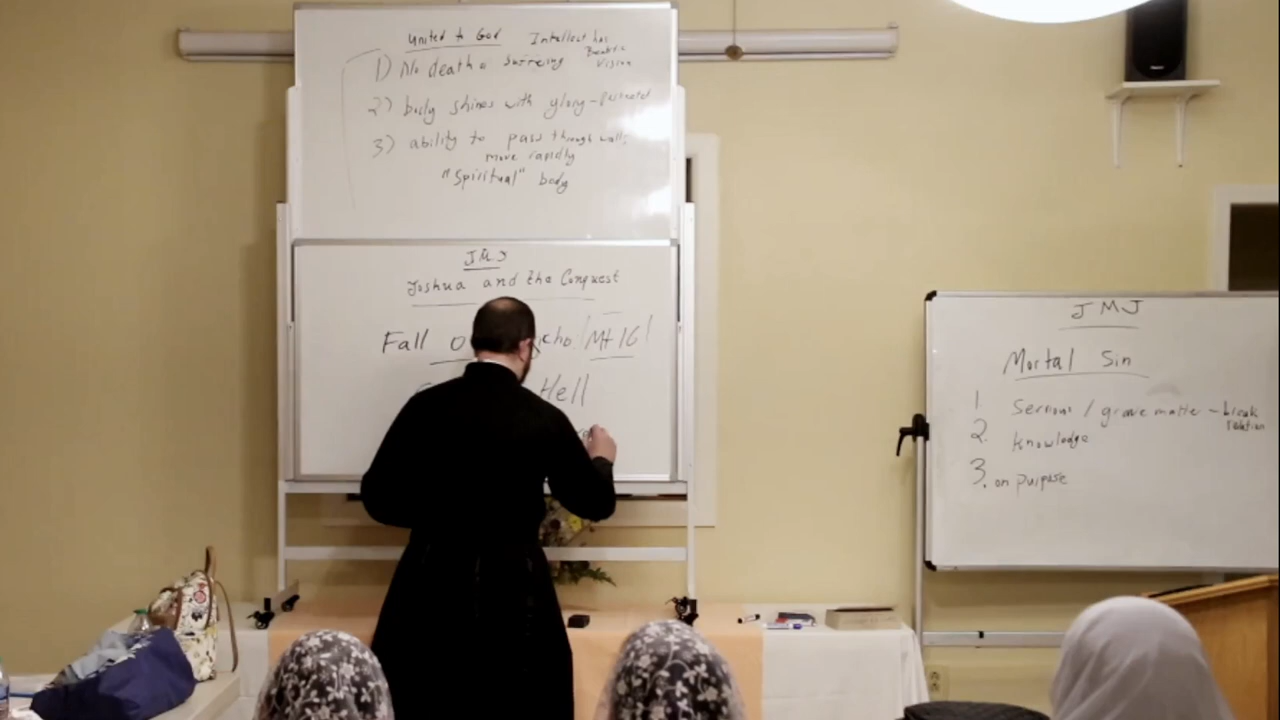 United to God Intellect has
Beatific
Vision
1) No death or suffering
2) body shines with glory -
3) ability to pass through walls
move rapidly
"Spiritual" body
JMJ
Joshua and the Conquest
Fall o cho Mt 16
Hell
JMJ
Mortal Sin
1 Serious / grave matter - break
relation
2. Knowledge
3. on purpose